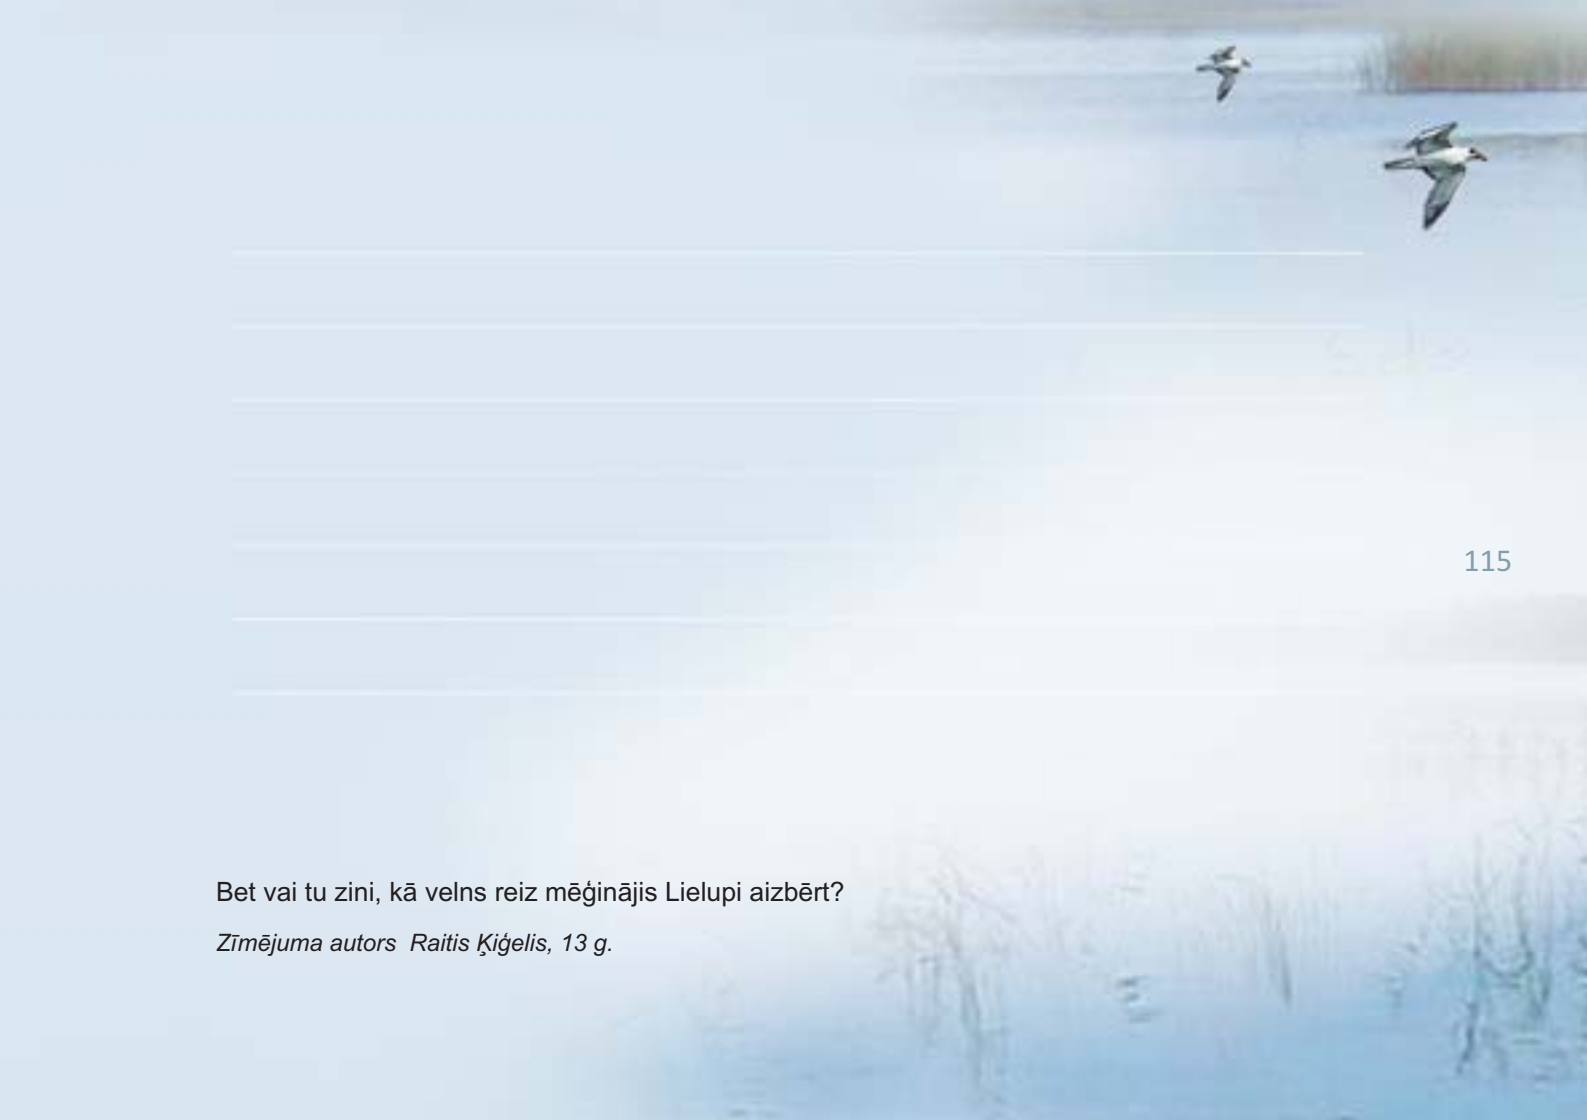 115
Bet vai tu zini, kā velns reiz mēģinājis Lielupi aizbērt?
Zīmējuma autors Raitis Ķiģelis, 13 g.